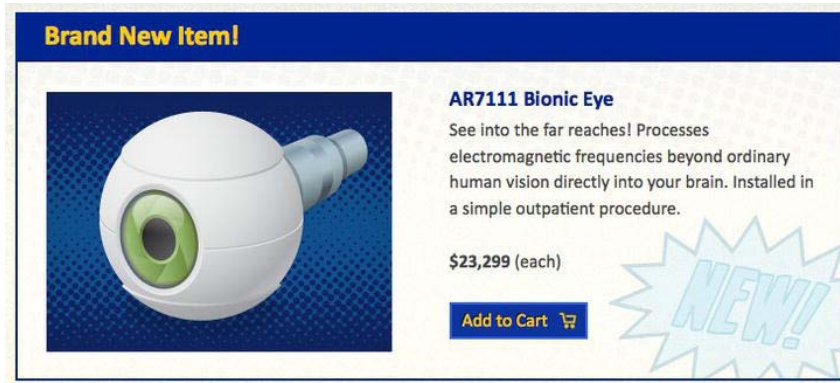 Brand New Item!
AR7111 Bionic Eye
See into the far reaches! Processes
electromagnetic frequencies beyond ordinary
human vision directly into your brain. Installed in
a simple outpatient procedure.
$23,299 (each)
Add to Cart
NEW!